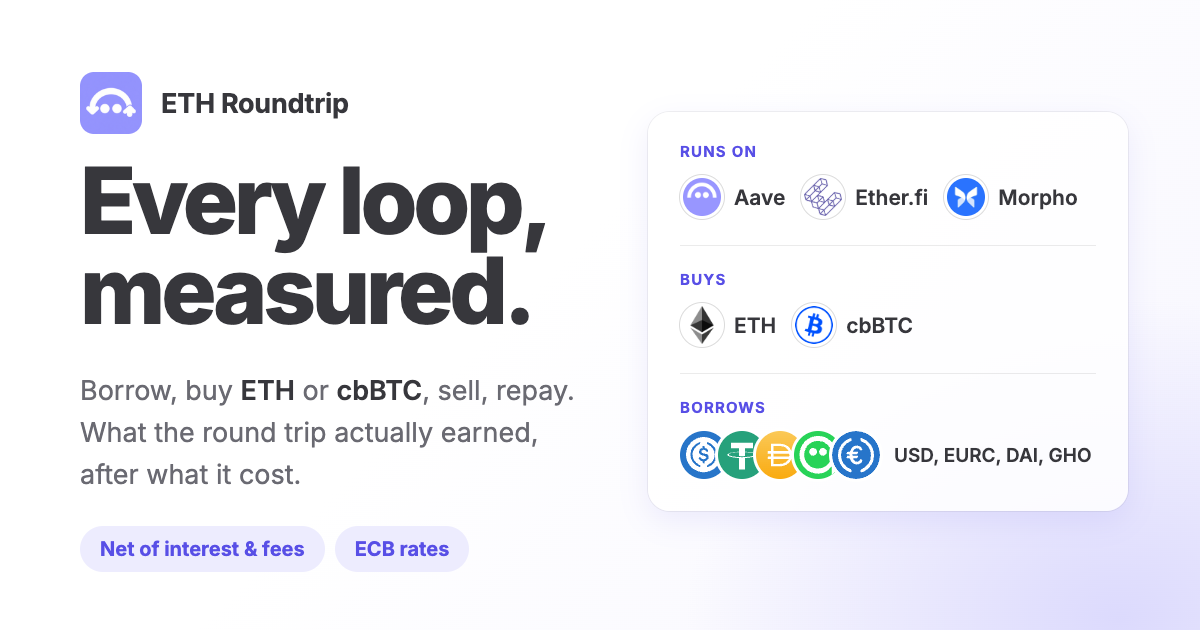 ETH Roundtrip
Every loop,
measured.
Borrow, buy ETH or cbBTC, sell, repay.
What the round trip actually earned,
after what it cost.
Net of interest & fees
ECB rates
RUNS ON
Aave
Ether.fi
Morpho
BUYS
ETH
cbBTC
BORROWS
USD, EURC, DAI, GHO